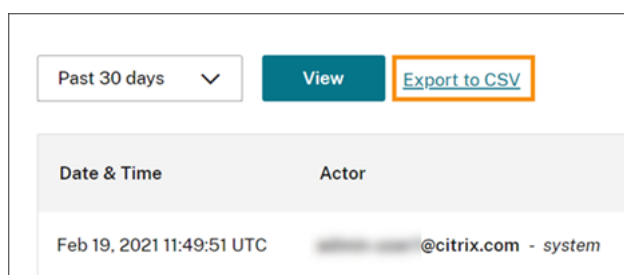 Past 30 days View Export to CSV
Date & Time Actor
Feb 19, 2021 11:49:51 UTC @citrix.com - system